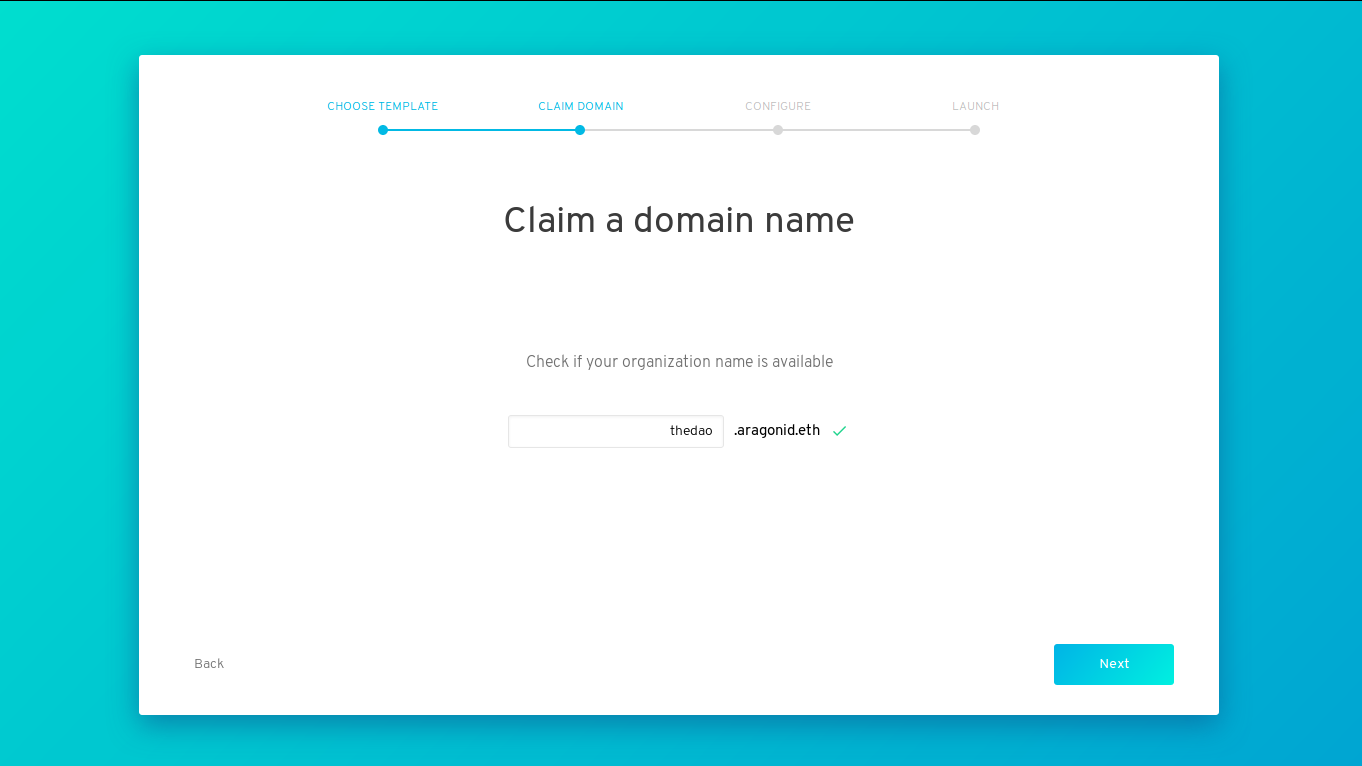 CHOOSE TEMPLATE CLAIM DOMAIN CONFIGURE LAUNCH
Claim a domain name
Check if your organization name is available
thedao .aragonid.eth
Back Next